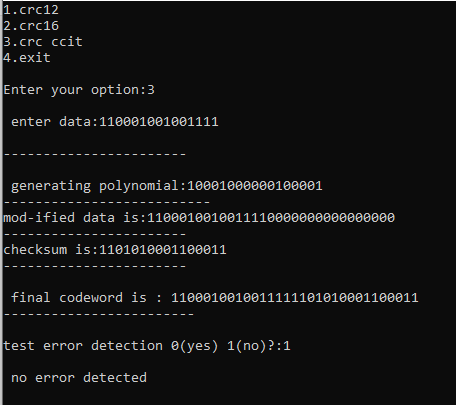 1.crc12
2.crc16
3.crc ccit
4.exit
Enter your option:3
enter data:110001001001111
-----------------------
generating polynomial:10001000000100001
--------------------------
mod-ified data is:1100010010011110000000000000000
-----------------------
checksum is:1101010001100011
-----------------------
final codeword is : 1100010010011111101010001100011
------------------------
test error detection 0(yes) 1(no)?:1
no error detected